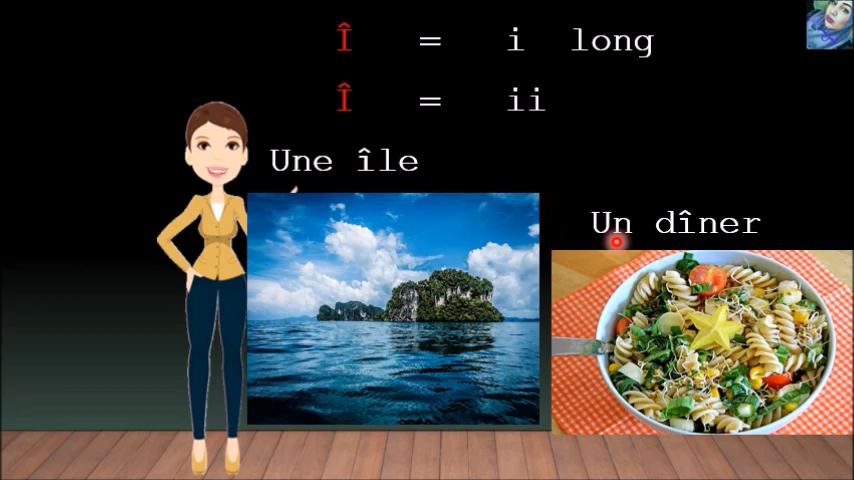 Î = i long
Î = ii
Une île
Un dîner